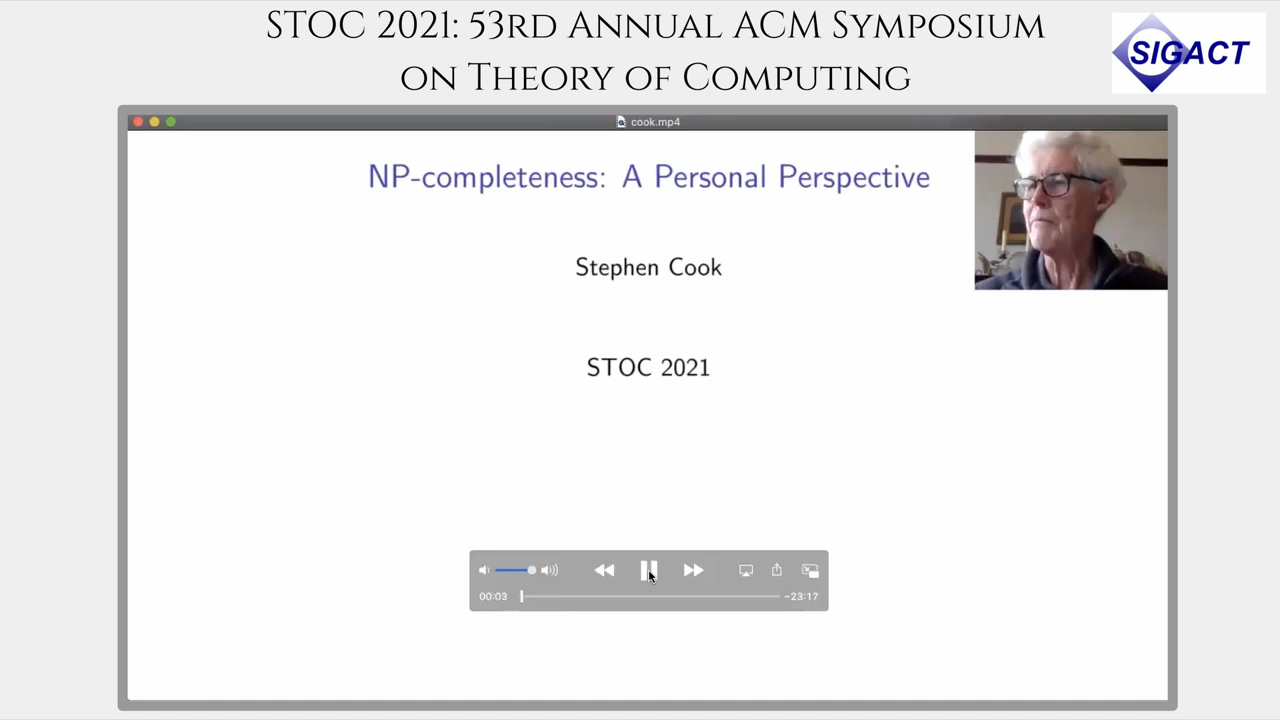 STOC 2021: 53rd Annual ACM Symposium
on Theory of Computing
SIGACT
cook.mp4
NP-completeness: A Personal Perspective
Stephen Cook
STOC 2021
00:03
−23:17